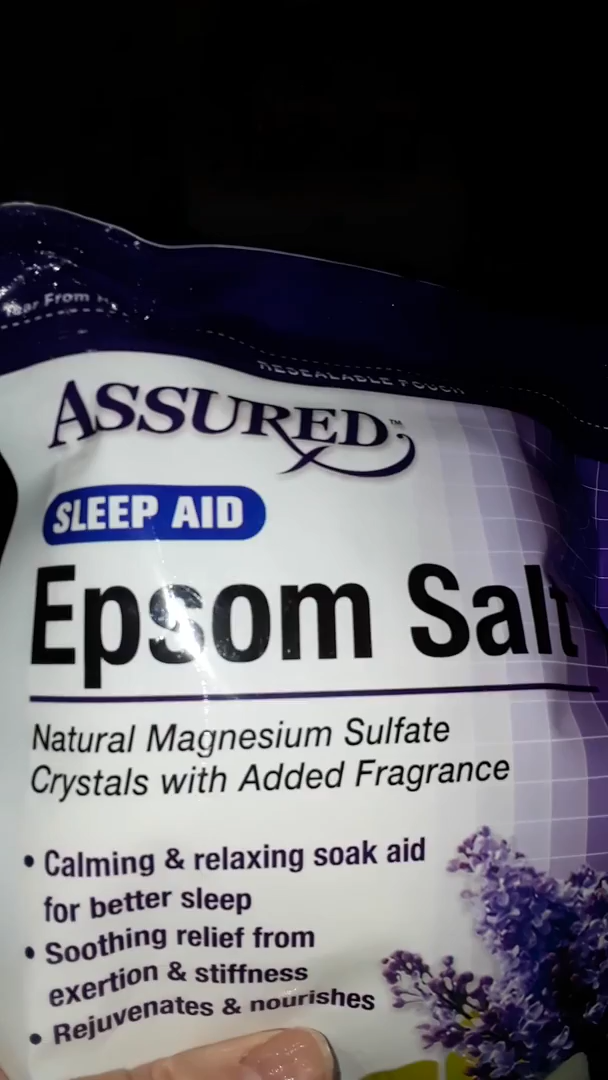 Tear From
RESEALABLE POUCH
ASSURED™
SLEEP AID
Epsom Salt
Natural Magnesium Sulfate
Crystals with Added Fragrance
• Calming & relaxing soak aid
for better sleep
• Soothing relief from
exertion & stiffness
• Rejuvenates & nourishes